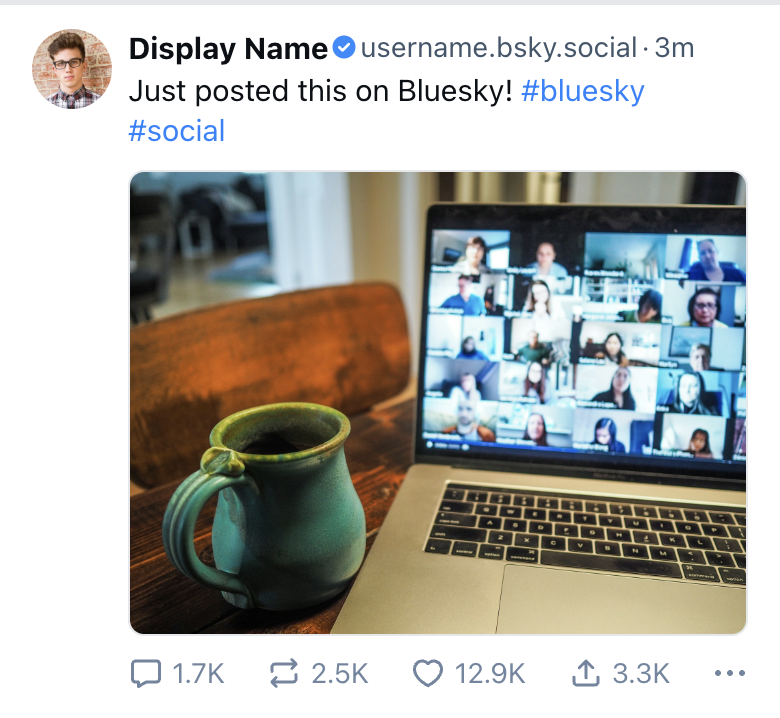 Display Name username.bsky.social · 3m
Just posted this on Bluesky! #bluesky
#social
1.7K 2.5K 12.9K 3.3K